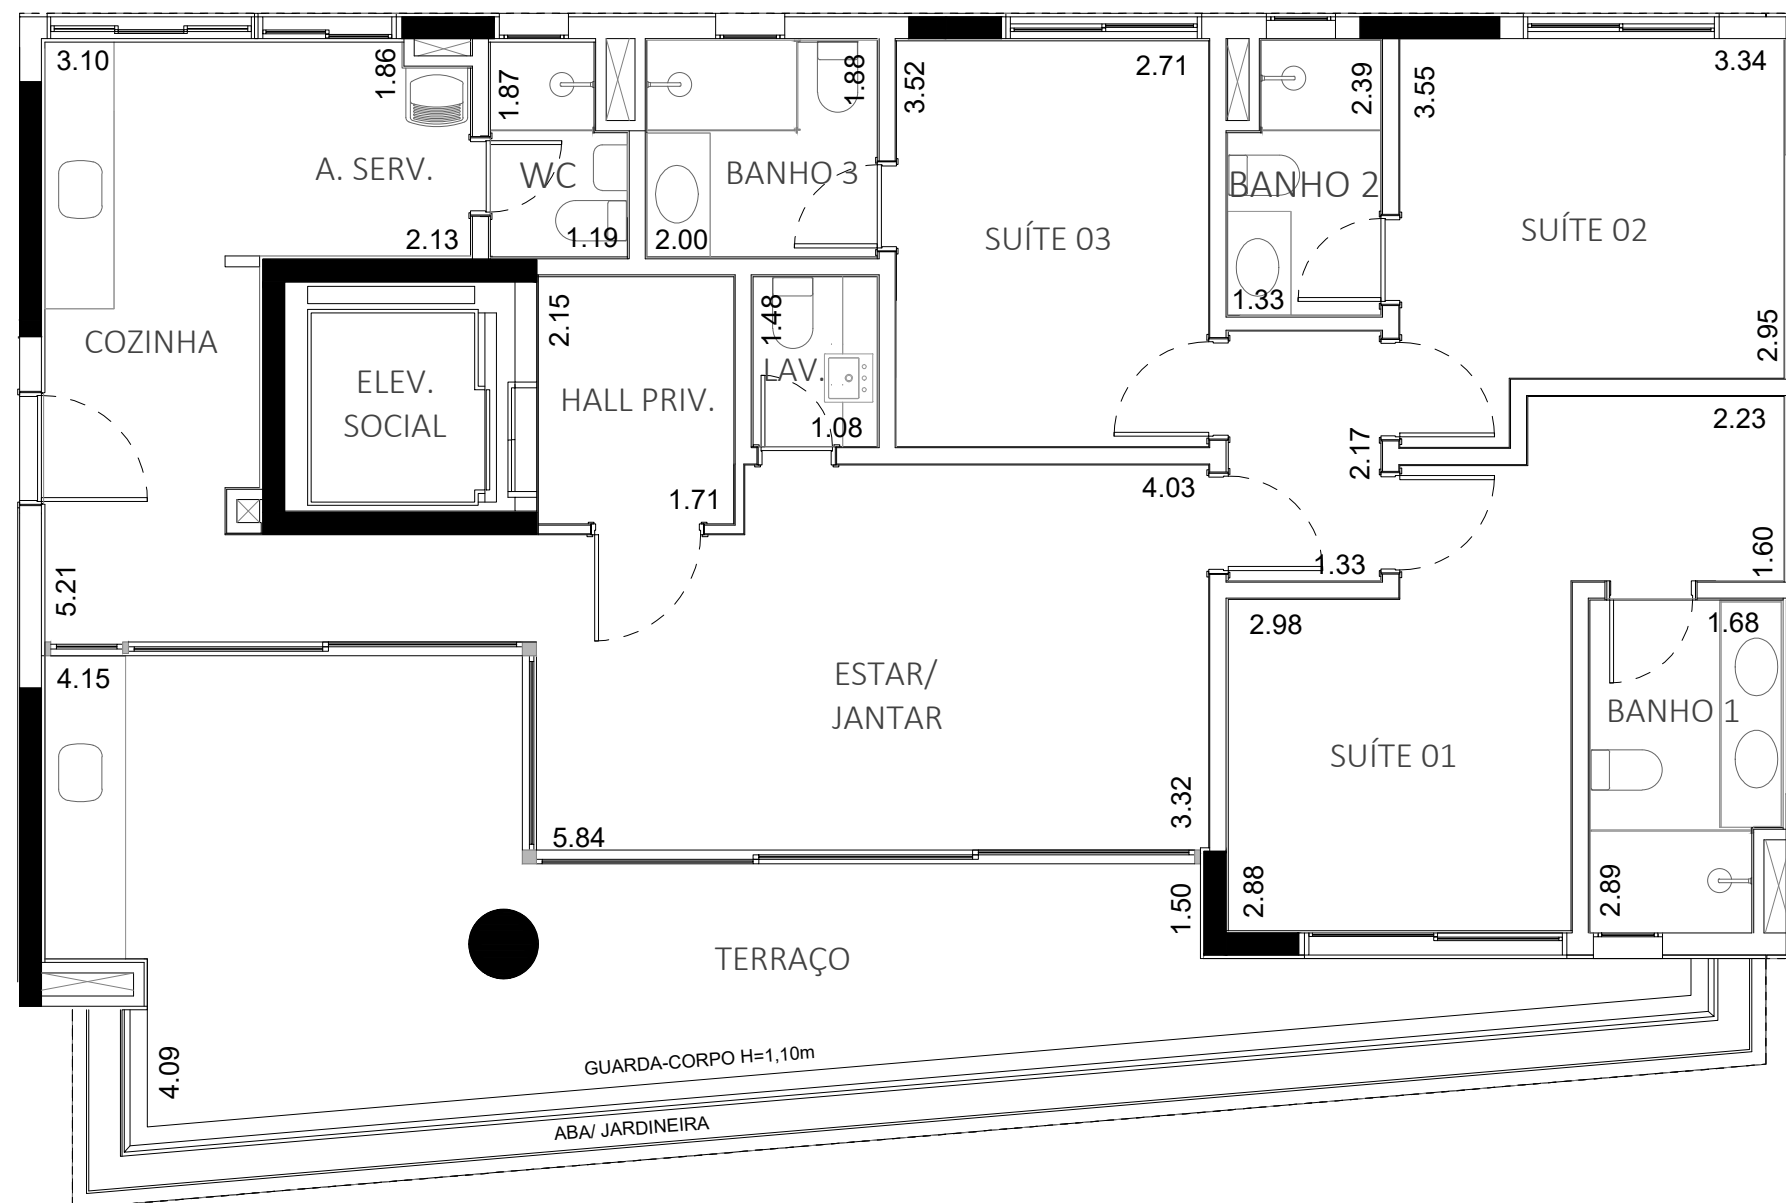 3.10
1.86
1.87
1.88
3.52
2.71
2.39
3.55
3.34
A. SERV.
WC
BANHO 3
BANHO 2
SUÍTE 03
SUÍTE 02
2.13
1.19
2.00
1.33
2.15
1.48
2.95
COZINHA
ELEV.
SOCIAL
HALL PRIV.
LAV.
1.08
2.23
2.17
1.71
4.03
1.33
1.60
5.21
2.98
1.68
4.15
ESTAR/
JANTAR
BANHO 1
SUÍTE 01
3.32
5.84
2.88
2.89
1.50
TERRAÇO
4.09
GUARDA-CORPO H=1,10m
ABA/ JARDINEIRA